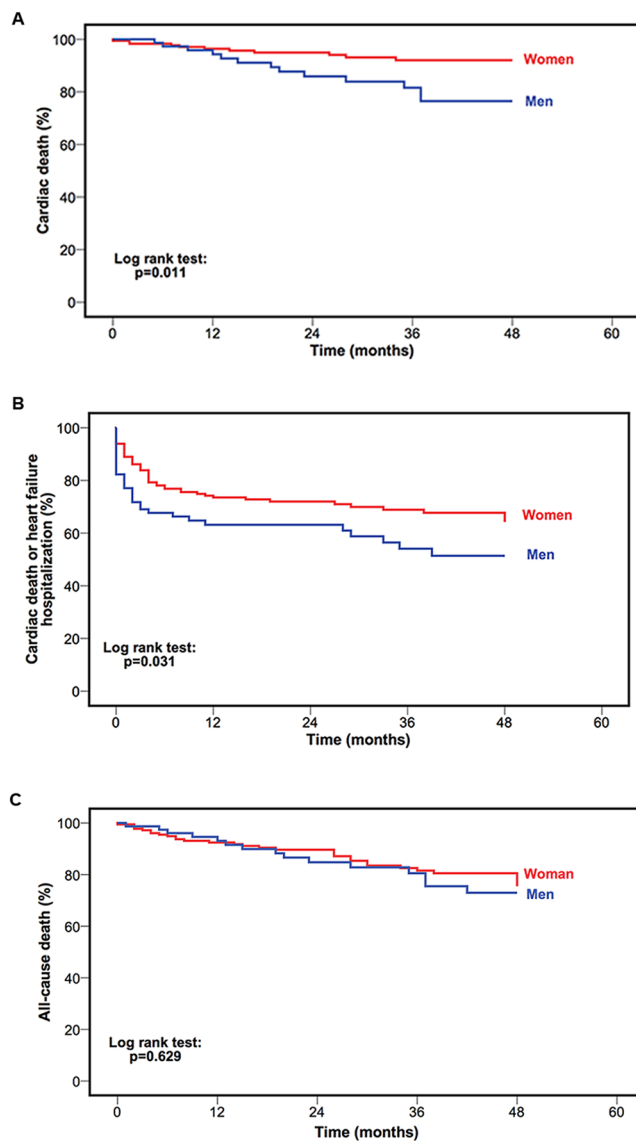 A
Cardiac death (%)
100
80
60
40
20
0
Women
Men
Log rank test:
p=0.011
0 12 24 36 48 60
Time (months)
B
Cardiac death or heart failure
hospitalization (%)
100
80
60
40
20
0
Women
Men
Log rank test:
p=0.031
0 12 24 36 48 60
Time (months)
C
All-cause death (%)
100
80
60
40
20
0
Woman
Men
Log rank test:
p=0.629
0 12 24 36 48 60
Time (months)